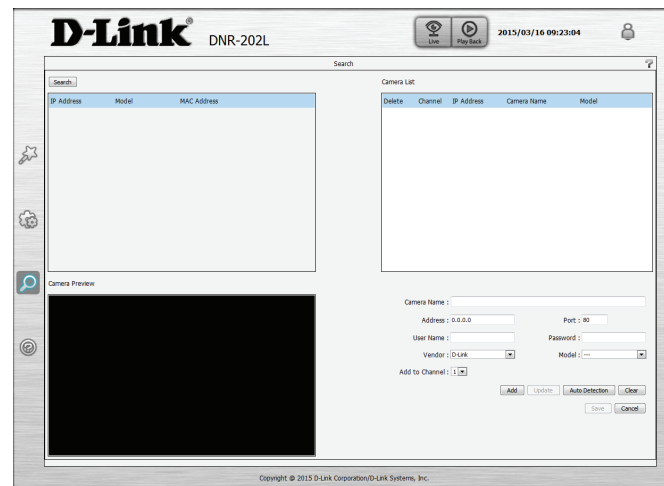 D-Link® DNR-202L
Live
Play Back
2015/03/16 09:23:04
Search
?
Search
IP Address Model MAC Address
Camera List
Delete Channel IP Address Camera Name Model
Camera Preview
Camera Name :
Address : 0.0.0.0 Port : 80
User Name : Password :
Vendor : D-Link Model : ---
Add to Channel : 1
Add Update Auto Detection Clear
Save Cancel
Copyright @ 2015 D-Link Corporation/D-Link Systems, Inc.